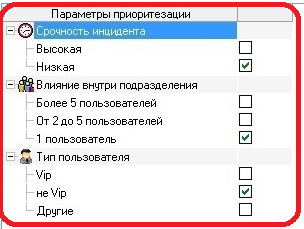 Параметры приоритезации
Срочность инцидента
Высокая
Низкая
Влияние внутри подразделения
Более 5 пользователей
От 2 до 5 пользователей
1 пользователь
Тип пользователя
Vip
не Vip
Другие